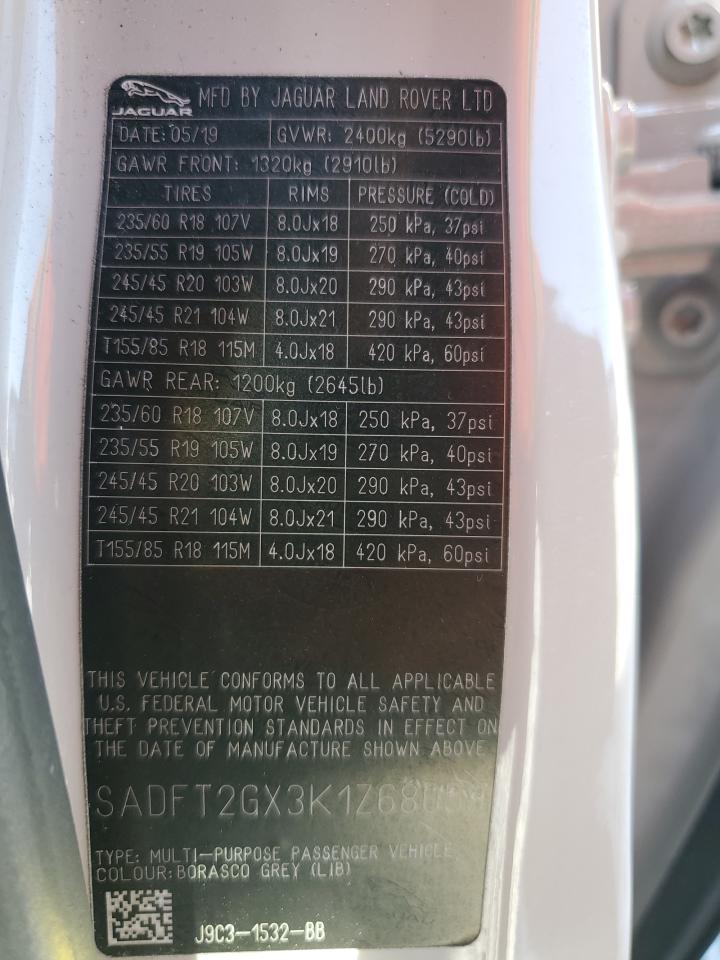 JAGUAR MFD BY JAGUAR LAND ROVER LTD
DATE: 05/19 GVWR: 2400kg (5290lb)
GAWR FRONT: 1320kg (2910lb)
TIRES RIMS PRESSURE (COLD)
235/60 R18 107V 8.0Jx18 250 kPa, 37psi
235/55 R19 105W 8.0Jx19 270 kPa, 40psi
245/45 R20 103W 8.0Jx20 290 kPa, 43psi
245/45 R21 104W 8.0Jx21 290 kPa, 43psi
T155/85 R18 115M 4.0Jx18 420 kPa, 60psi
GAWR REAR: 1200kg (2645lb)
235/60 R18 107V 8.0Jx18 250 kPa, 37psi
235/55 R19 105W 8.0Jx19 270 kPa, 40psi
245/45 R20 103W 8.0Jx20 290 kPa, 43psi
245/45 R21 104W 8.0Jx21 290 kPa, 43psi
T155/85 R18 115M 4.0Jx18 420 kPa, 60psi
THIS VEHICLE CONFORMS TO ALL APPLICABLE
U.S. FEDERAL MOTOR VEHICLE SAFETY AND
THEFT PREVENTION STANDARDS IN EFFECT ON
THE DATE OF MANUFACTURE SHOWN ABOVE
TYPE: MULTI-PURPOSE PASSENGER VEHICLE
COLOUR:BORASCO GREY (LIB)
J9C3-1532-BB